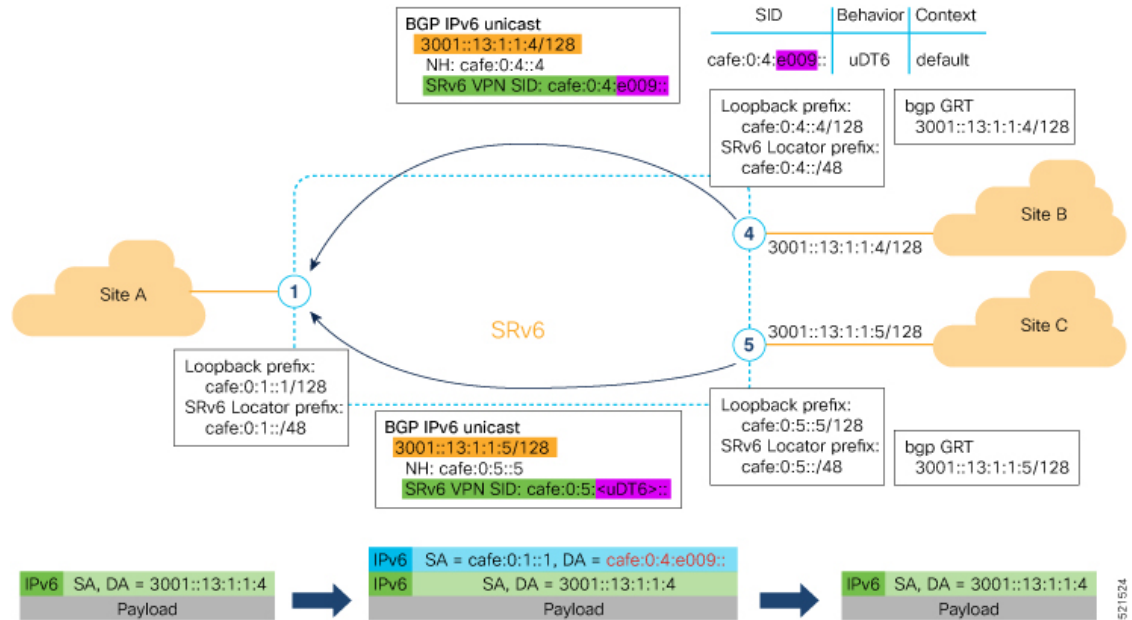 BGP IPv6 unicast
3001::13:1:1:4/128
NH: cafe:0:4::4
SRv6 VPN SID: cafe:0:4:e009::
SID Behavior Context
cafe:0:4:e009:: uDT6 default
Loopback prefix:
cafe:0:4::4/128
SRv6 Locator prefix:
cafe:0:4::/48
bgp GRT
3001::13:1:1:4/128
Site A
1
SRv6
4
3001::13:1:1:4/128
Site B
5
3001::13:1:1:5/128
Site C
Loopback prefix:
cafe:0:1::1/128
SRv6 Locator prefix:
cafe:0:1::/48
BGP IPv6 unicast
3001::13:1:1:5/128
NH: cafe:0:5::5
SRv6 VPN SID: cafe:0:5:<uDT6>::
Loopback prefix:
cafe:0:5::5/128
SRv6 Locator prefix:
cafe:0:5::/48
bgp GRT
3001::13:1:1:5/128
IPv6 SA, DA = 3001::13:1:1:4
Payload
IPv6 SA = cafe:0:1::1, DA = cafe:0:4:e009::
IPv6 SA, DA = 3001::13:1:1:4
Payload
IPv6 SA, DA = 3001::13:1:1:4
Payload
521524